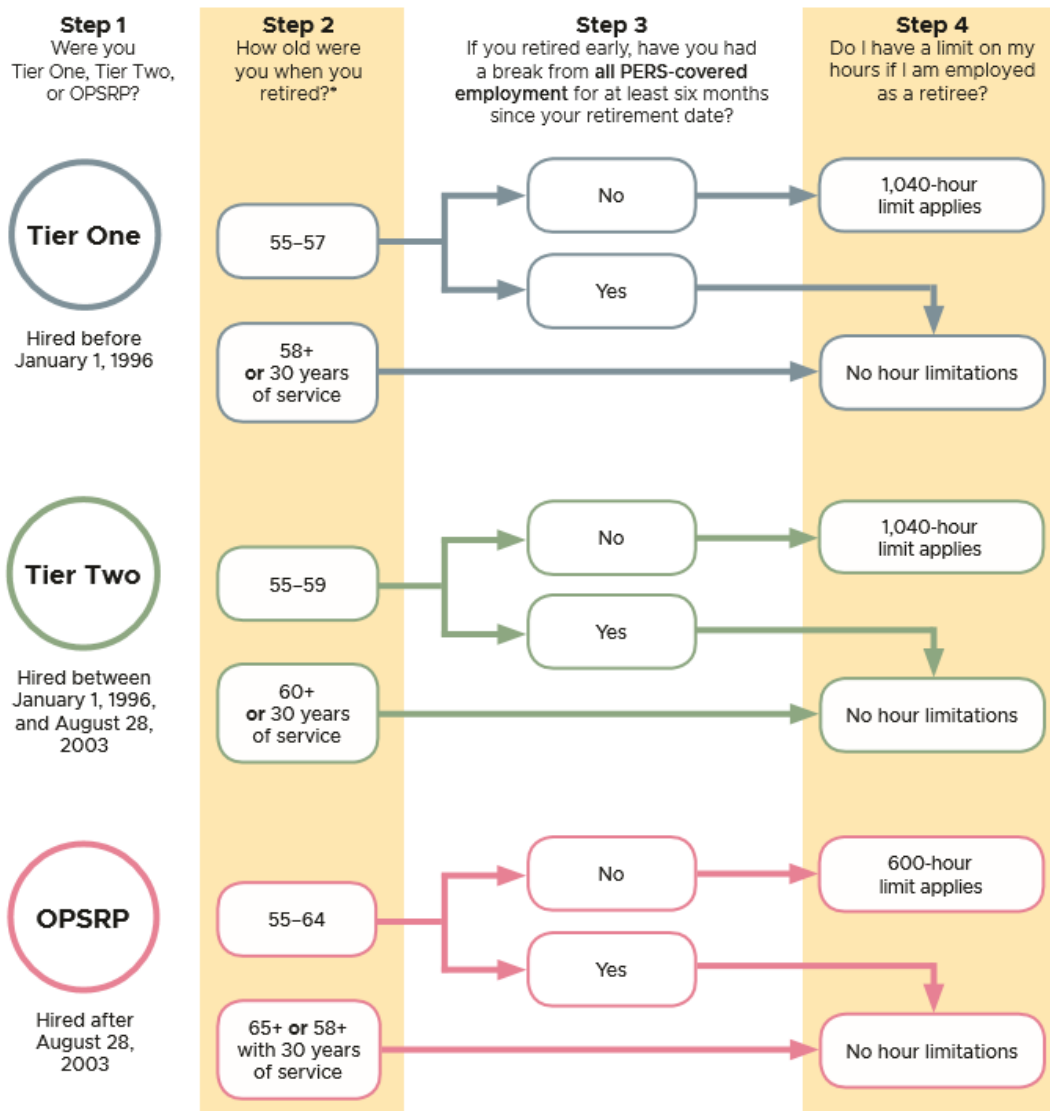 Step 1
Were you
Tier One, Tier Two,
or OPSRP?
Step 2
How old were
you when you
retired?*
Step 3
If you retired early, have you had
a break from all PERS-covered
employment for at least six months
since your retirement date?
Step 4
Do I have a limit on my
hours if I am employed
as a retiree?
Tier One
Hired before
January 1, 1996
55–57
No
1,040-hour
limit applies
Yes
58+
or 30 years
of service
No hour limitations
Tier Two
Hired between
January 1, 1996,
and August 28,
2003
55–59
No
1,040-hour
limit applies
Yes
60+
or 30 years
of service
No hour limitations
OPSRP
Hired after
August 28,
2003
55–64
No
600-hour
limit applies
Yes
65+ or 58+
with 30 years
of service
No hour limitations